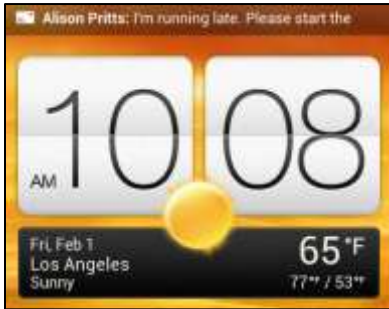 Alison Pritts: I'm running late. Please start the
10 08
AM
Fri, Feb 1
65°F
Los Angeles
Sunny
77°F / 53°F